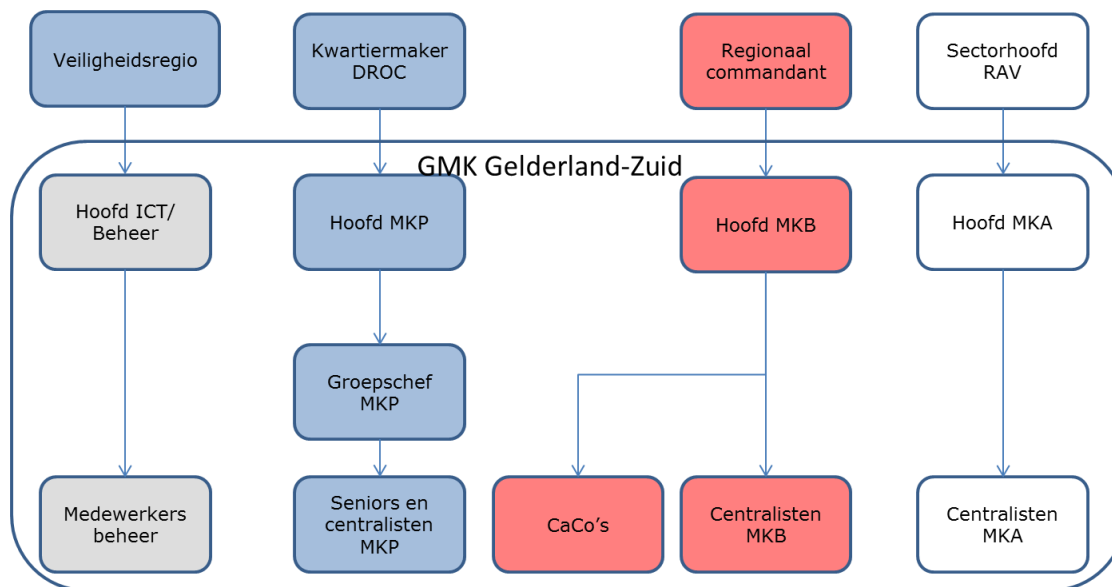 Veiligheidsregio
Kwartiermaker
DROC
Regionaal
commandant
Sectorhoofd
RAV
GMK Gelderland-Zuid
Hoofd ICT/
Beheer
Hoofd MKP
Hoofd MKB
Hoofd MKA
Groepschef
MKP
Medewerkers
beheer
Seniors en
centralisten
MKP
CaCo’s
Centralisten
MKB
Centralisten
MKA